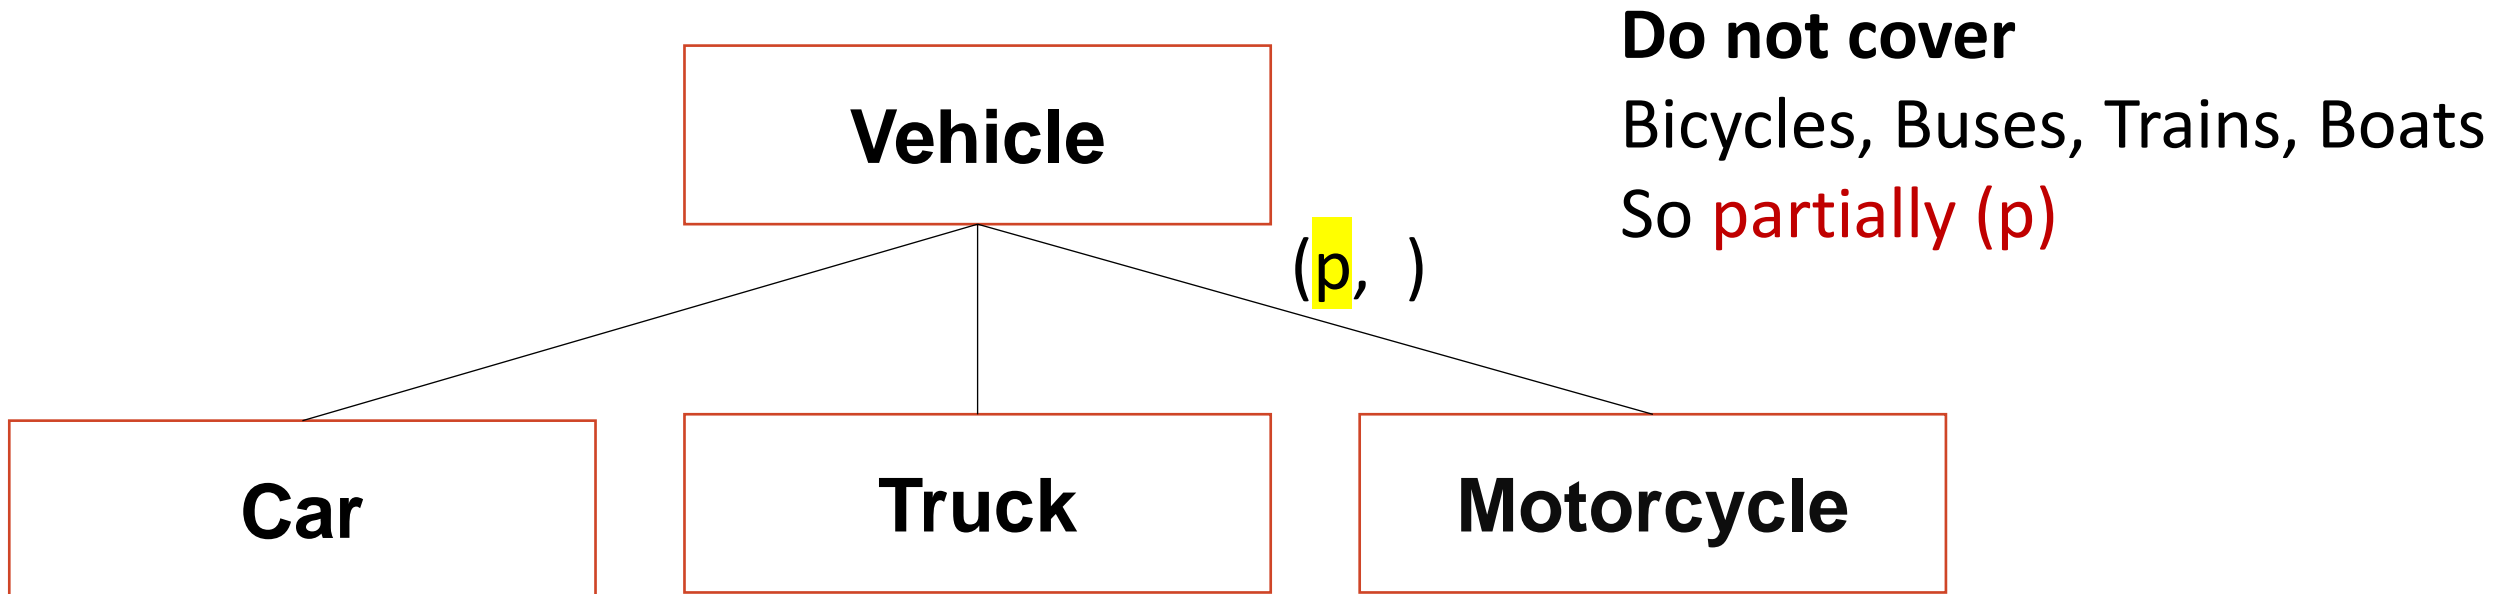 Do not cover
Vehicle
Bicycles, Buses, Trains, Boats
So partially (p)
(p, )
Car
Truck
Motorcycle